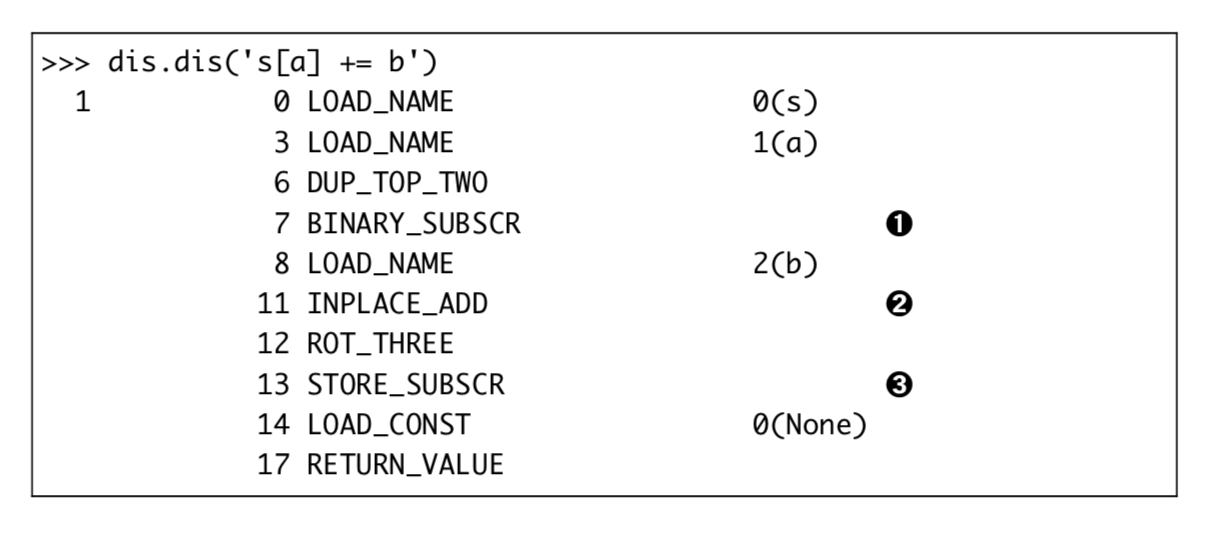 >>> dis.dis('s[a] += b')
1 0 LOAD_NAME 0(s)
3 LOAD_NAME 1(a)
6 DUP_TOP_TWO
7 BINARY_SUBSCR ❶
8 LOAD_NAME 2(b)
11 INPLACE_ADD ❷
12 ROT_THREE
13 STORE_SUBSCR ❸
14 LOAD_CONST 0(None)
17 RETURN_VALUE